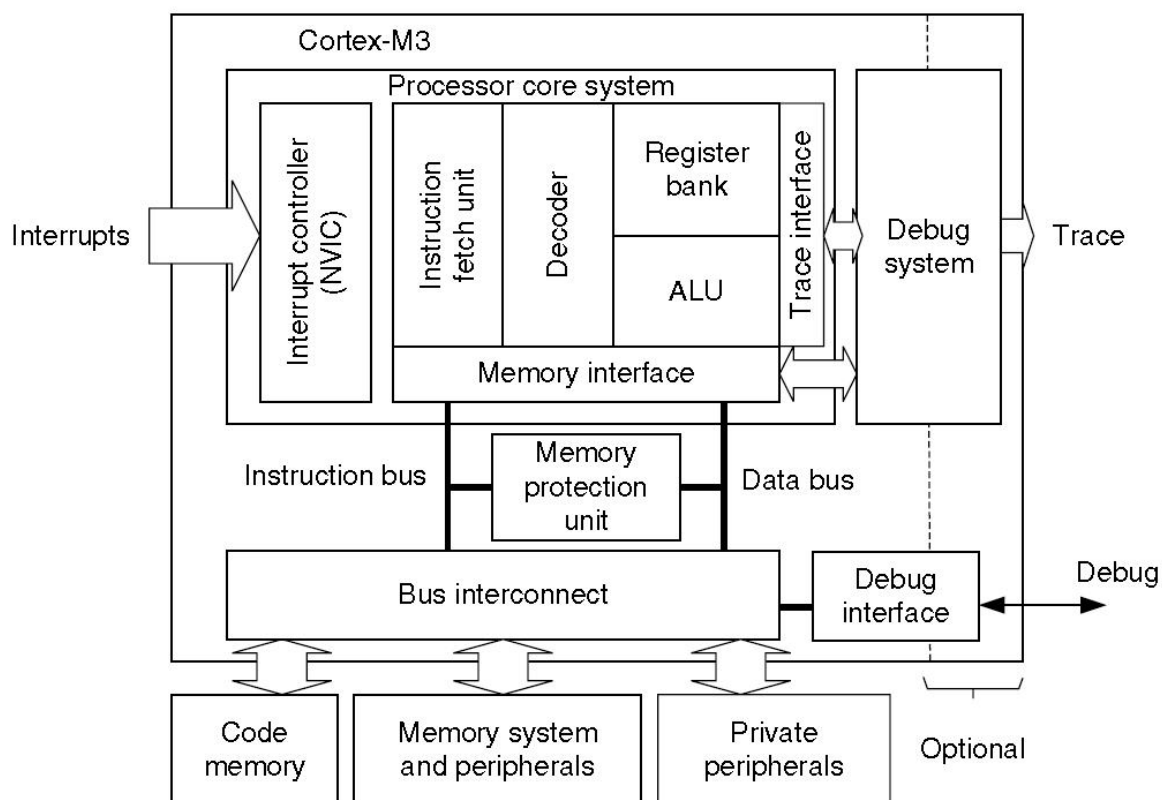 Cortex-M3
Processor core system
Interrupts
Interrupt controller
(NVIC)
Instruction
fetch unit
Decoder
Register
bank
ALU
Trace interface
Memory interface
Debug
system
Trace
Instruction bus
Memory
protection
unit
Data bus
Bus interconnect
Debug
interface
Debug
Code
memory
Memory system
and peripherals
Private
peripherals
Optional